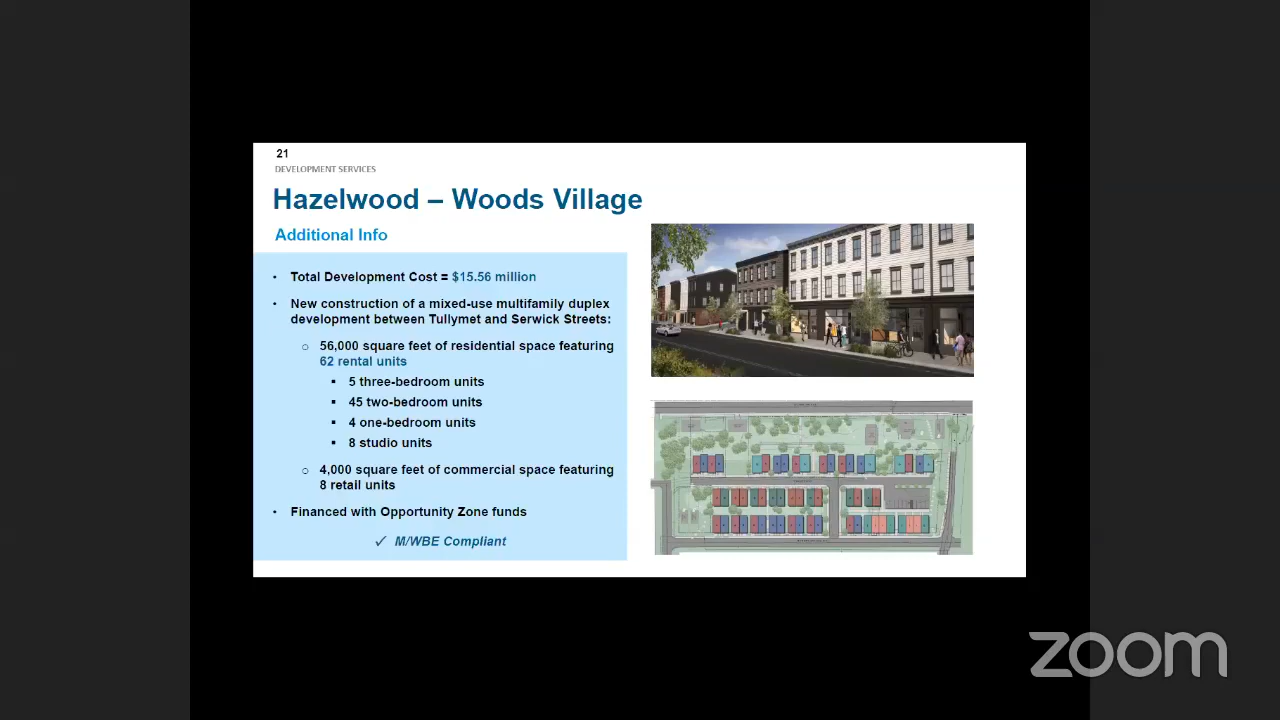 21
DEVELOPMENT SERVICES
Hazelwood – Woods Village
Additional Info
• Total Development Cost = $15.56 million
• New construction of a mixed-use multifamily duplex
development between Tullymet and Serwick Streets:
o 56,000 square feet of residential space featuring
62 rental units
▪ 5 three-bedroom units
▪ 45 two-bedroom units
▪ 4 one-bedroom units
▪ 8 studio units
o 4,000 square feet of commercial space featuring
8 retail units
• Financed with Opportunity Zone funds
✓ M/WBE Compliant
zoom